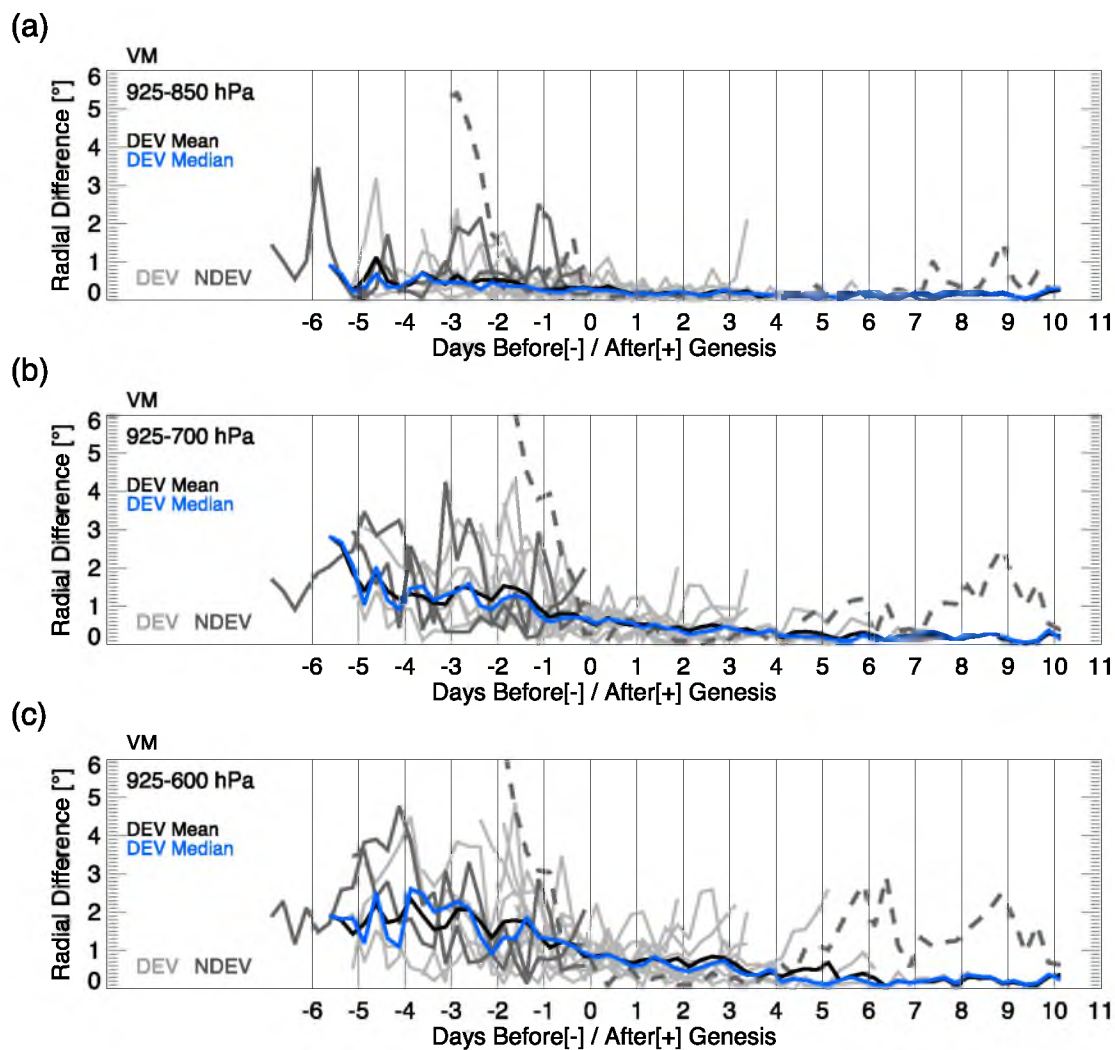 (a)
VM
925-850 hPa
DEV Mean
DEV Median
DEV NDEV
Radial Difference [°]
6
5
4
3
2
1
0
-6 -5 -4 -3 -2 -1 0 1 2 3 4 5 6 7 8 9 10 11
Days Before[-] / After[+] Genesis
(b)
VM
925-700 hPa
DEV Mean
DEV Median
DEV NDEV
Radial Difference [°]
6
5
4
3
2
1
0
-6 -5 -4 -3 -2 -1 0 1 2 3 4 5 6 7 8 9 10 11
Days Before[-] / After[+] Genesis
(c)
VM
925-600 hPa
DEV Mean
DEV Median
DEV NDEV
Radial Difference [°]
6
5
4
3
2
1
0
-6 -5 -4 -3 -2 -1 0 1 2 3 4 5 6 7 8 9 10 11
Days Before[-] / After[+] Genesis